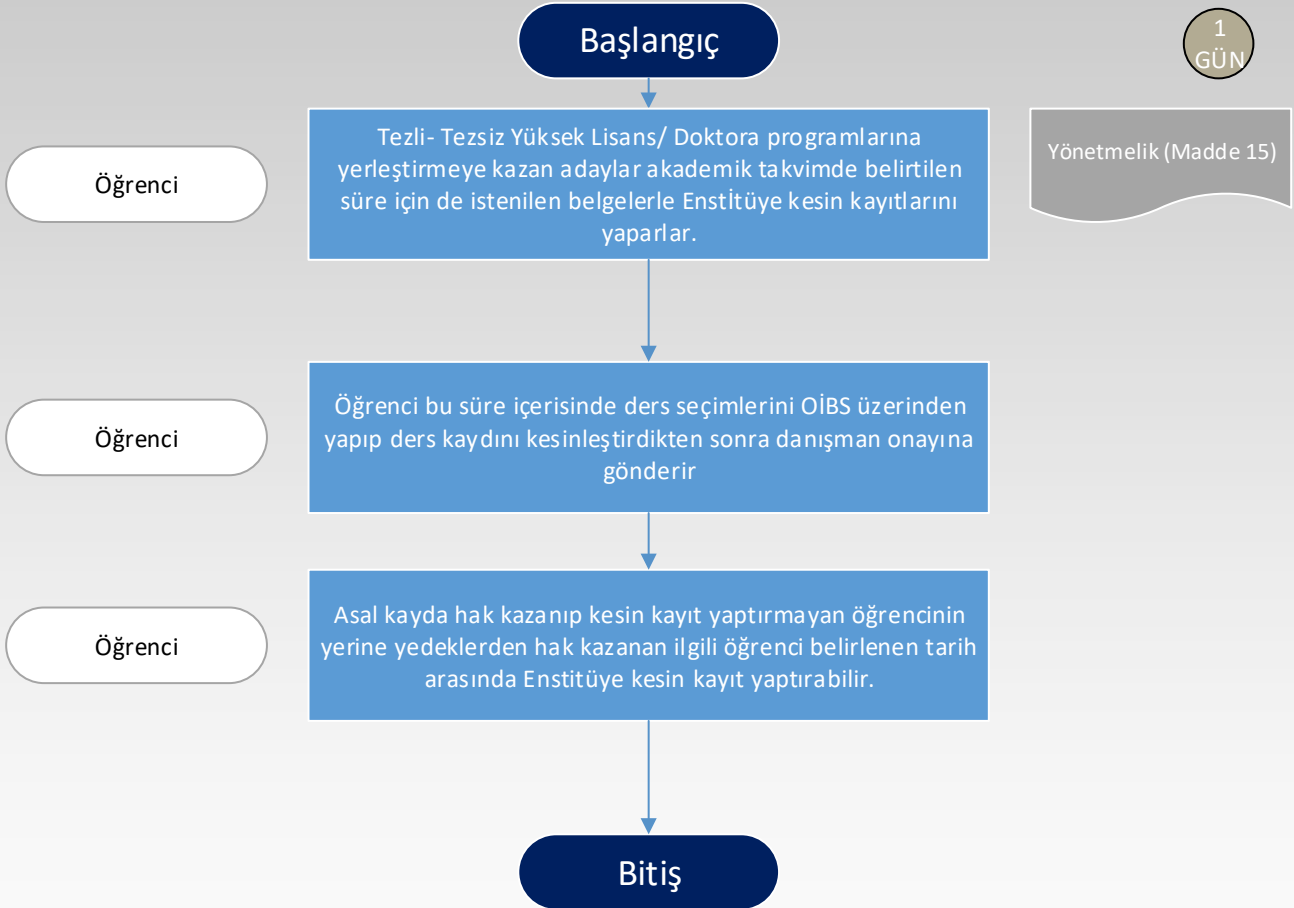 Başlangıç
1
GÜN
Öğrenci
Tezli- Tezsiz Yüksek Lisans/ Doktora programlarına
yerleştirmeye kazan adaylar akademik takvimde belirtilen
süre için de istenilen belgelerle Enstİtüye kesin kayıtlarını
yaparlar.
Yönetmelik (Madde 15)
Öğrenci
Öğrenci bu süre içerisinde ders seçimlerini OİBS üzerinden
yapıp ders kaydını kesinleştirdikten sonra danışman onayına
gönderir
Öğrenci
Asal kayda hak kazanıp kesin kayıt yaptırmayan öğrencinin
yerine yedeklerden hak kazanan ilgili öğrenci belirlenen tarih
arasında Enstitüye kesin kayıt yaptırabilir.
Bitiş